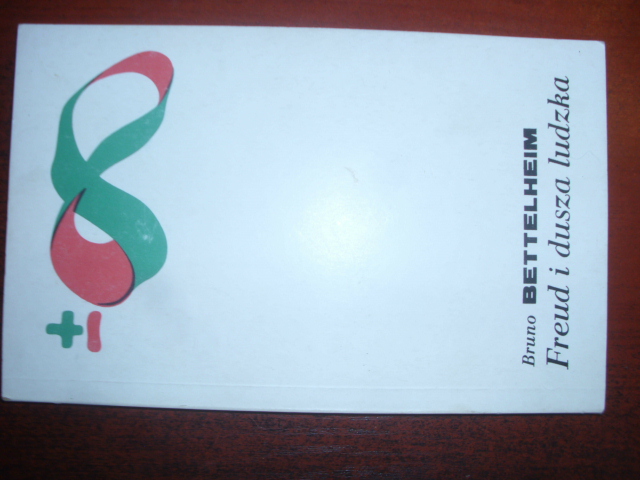 Bruno BETTELHEIM
Freud i dusza ludzka
+
−